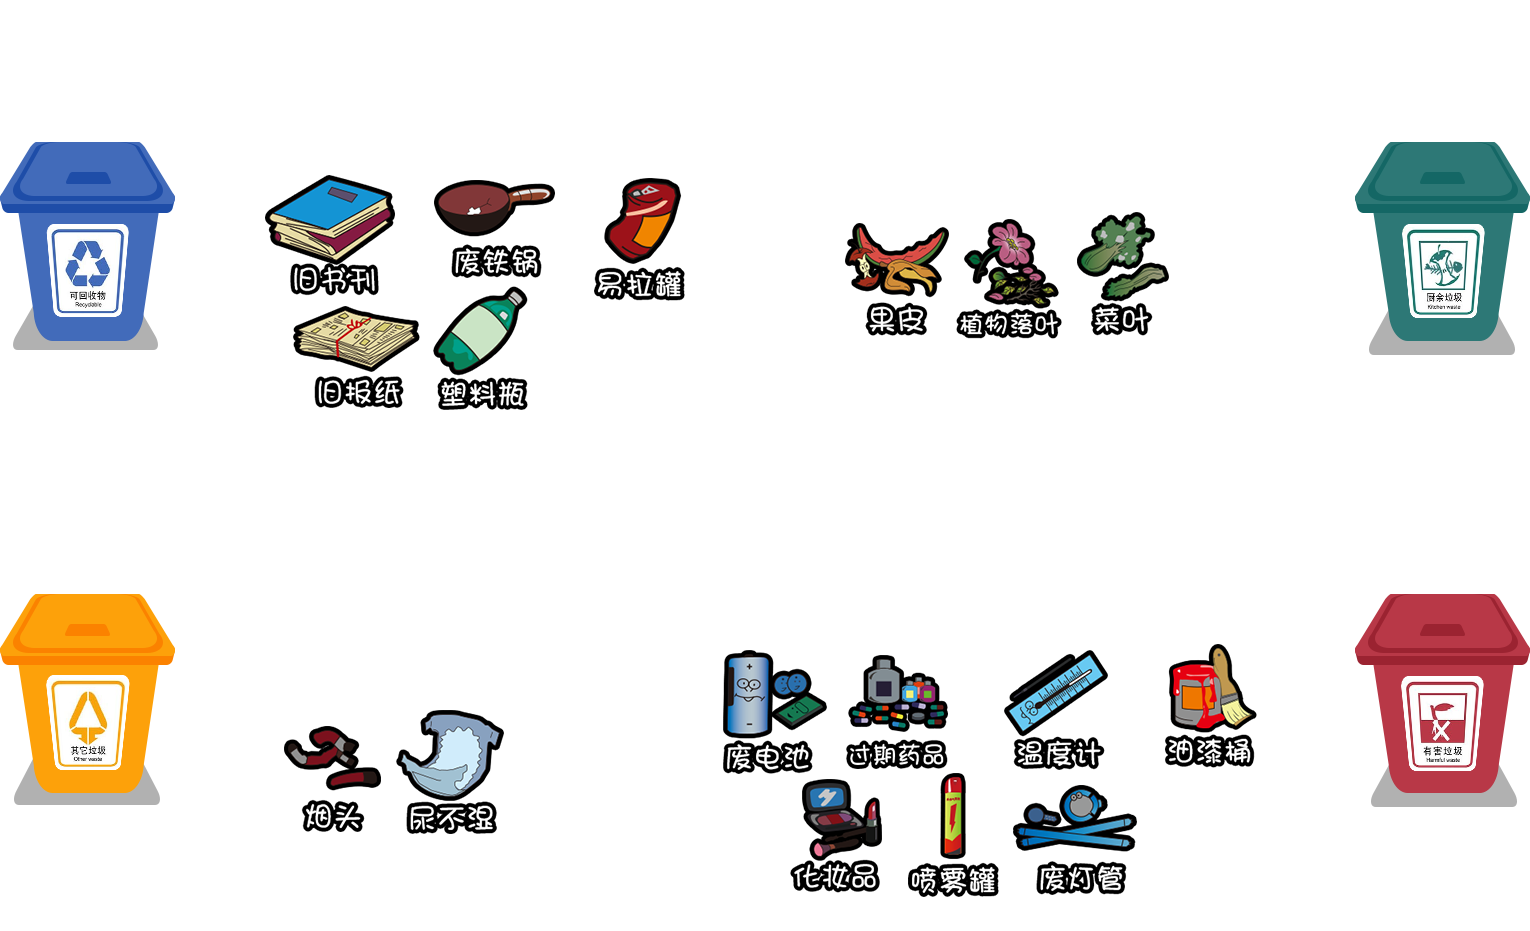 可回收物
Recyclable
旧书刊
废铁锅
易拉罐
旧报纸
塑料瓶
果皮
植物落叶
菜叶
厨余垃圾
Kitchen waste
其它垃圾
Other waste
烟头
尿不湿
废电池
过期药品
温度计
油漆桶
化妆品
喷雾罐
废灯管
有害垃圾
Harmful waste